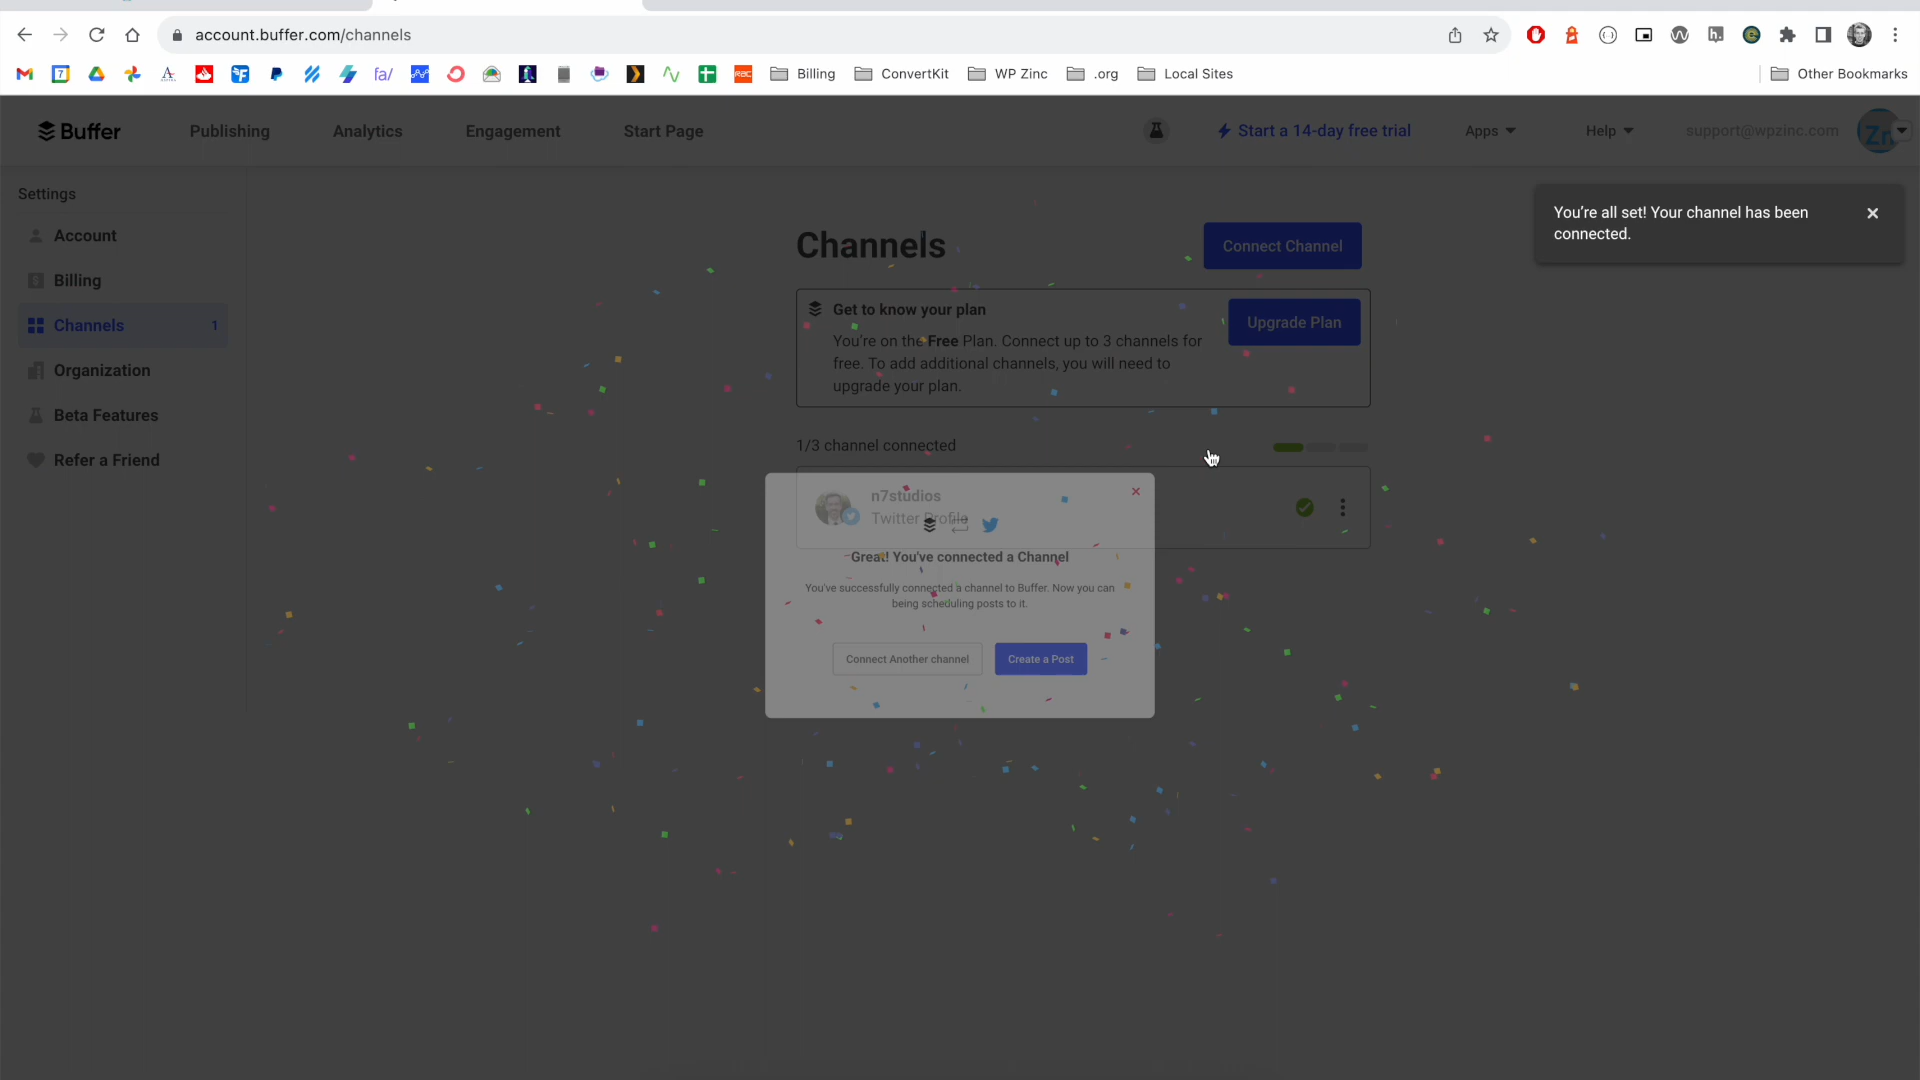 account.buffer.com/channels
fa/
Billing
ConvertKit
WP Zinc
.org
Local Sites
Other Bookmarks
Buffer
Publishing
Analytics
Engagement
Start Page
Start a 14-day free trial
Apps
Help
support@wpzinc.com
Zn
Settings
Account
Billing
Channels 1
Organization
Beta Features
Refer a Friend
Channels
Connect Channel
Get to know your plan
You're on the Free Plan. Connect up to 3 channels for
free. To add additional channels, you will need to
upgrade your plan.
Upgrade Plan
1/3 channel connected
n7studios
Twitter Profile
Great! You've connected a Channel
You've successfully connected a channel to Buffer. Now you can
being scheduling posts to it.
Connect Another channel
Create a Post
You're all set! Your channel has been
connected.